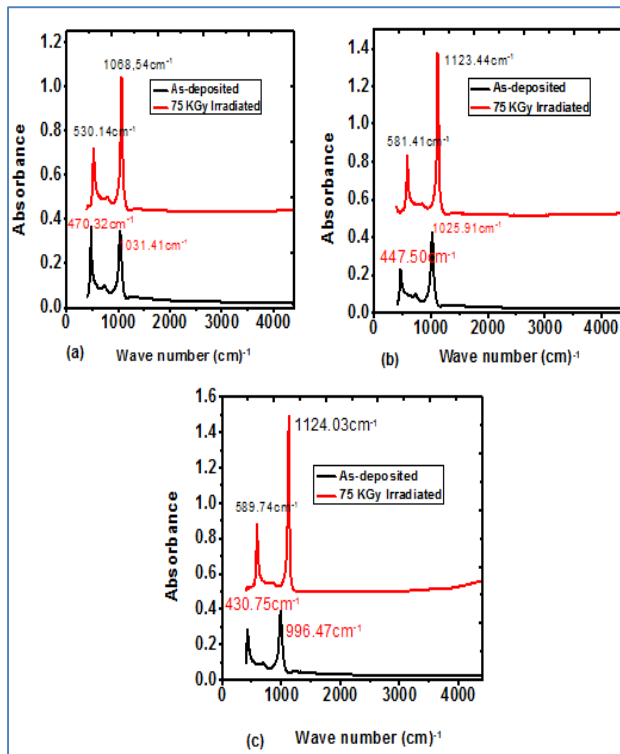 1.2
1.0
0.8
0.6
0.4
0.2
0.0
Absorbance
1068,54cm-1
As-deposited
75 KGy Irradiated
530.14cm-1
470.32cm-1
031.41cm-1
0 1000 2000 3000 4000
(a) Wave number (cm)-1
1.4
1.2
1.0
0.8
0.6
0.4
0.2
0.0
Absorbance
1123.44cm-1
As-deposited
75 KGy Irradiated
581.41cm-1
1025.91cm-1
447.50cm-1
0 1000 2000 3000 4000
(b) Wave number (cm)-1
1.6
1.4
1.2
1.0
0.8
0.6
0.4
0.2
0.0
Absorbance
1124.03cm-1
As-deposited
75 KGy Irradiated
589.74cm-1
430.75cm-1
996.47cm-1
0 1000 2000 3000 4000
(c) Wave number (cm)-1